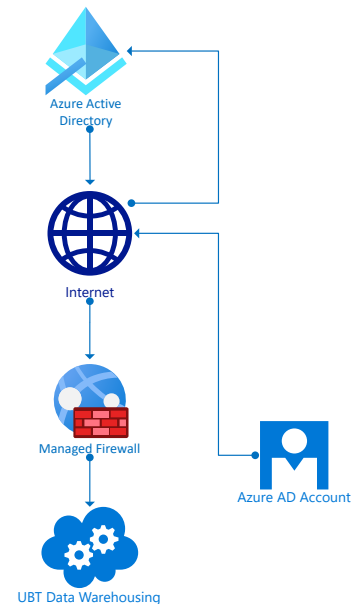 Azure Active
Directory
Internet
Managed Firewall
Azure AD Account
UBT Data Warehousing